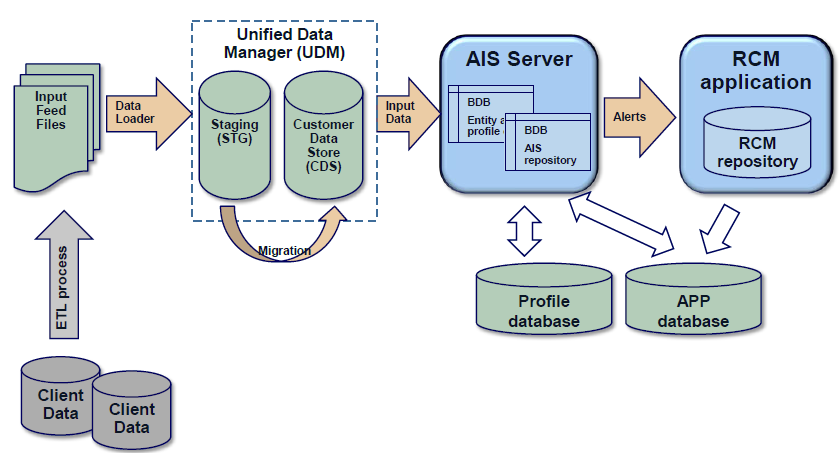 Unified Data
Manager (UDM)
AIS Server
RCM
application
Input
Feed
Files
Data
Loader
Staging
(STG)
Customer
Data
Store
(CDS)
Input
Data
BDB
Entity a
profile
BDB
AIS
repository
Alerts
RCM
repository
Migration
ETL process
Profile
database
APP
database
Client
Data
Client
Data